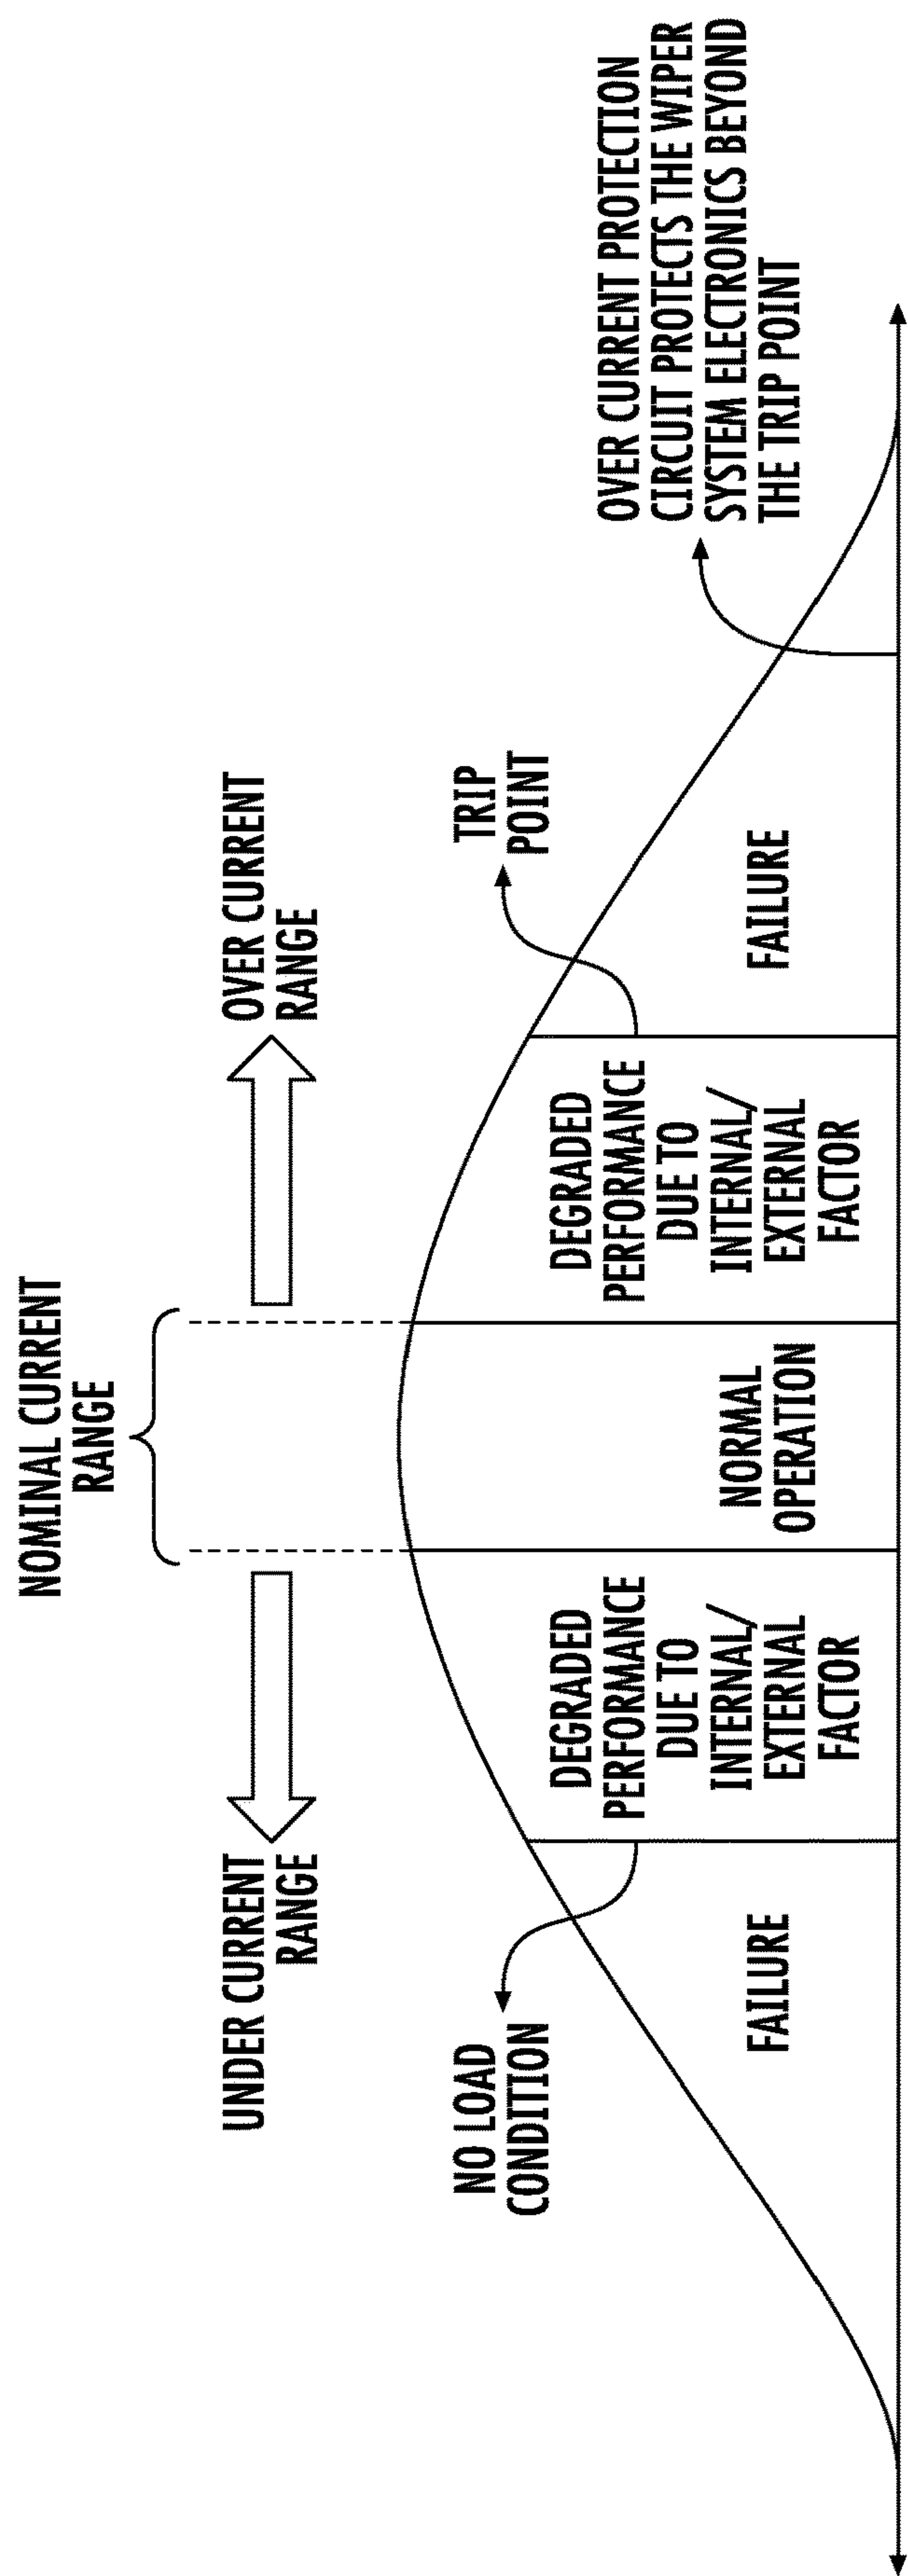 NOMINAL CURRENT
RANGE
UNDER CURRENT
RANGE
OVER CURRENT
RANGE
NO LOAD
CONDITION
TRIP
POINT
OVER CURRENT PROTECTION
CIRCUIT PROTECTS THE WIPER
SYSTEM ELECTRONICS BEYOND
THE TRIP POINT
FAILURE
DEGRADED
PERFORMANCE
DUE TO
INTERNAL/
EXTERNAL
FACTOR
NORMAL
OPERATION
DEGRADED
PERFORMANCE
DUE TO
INTERNAL/
EXTERNAL
FACTOR
FAILURE